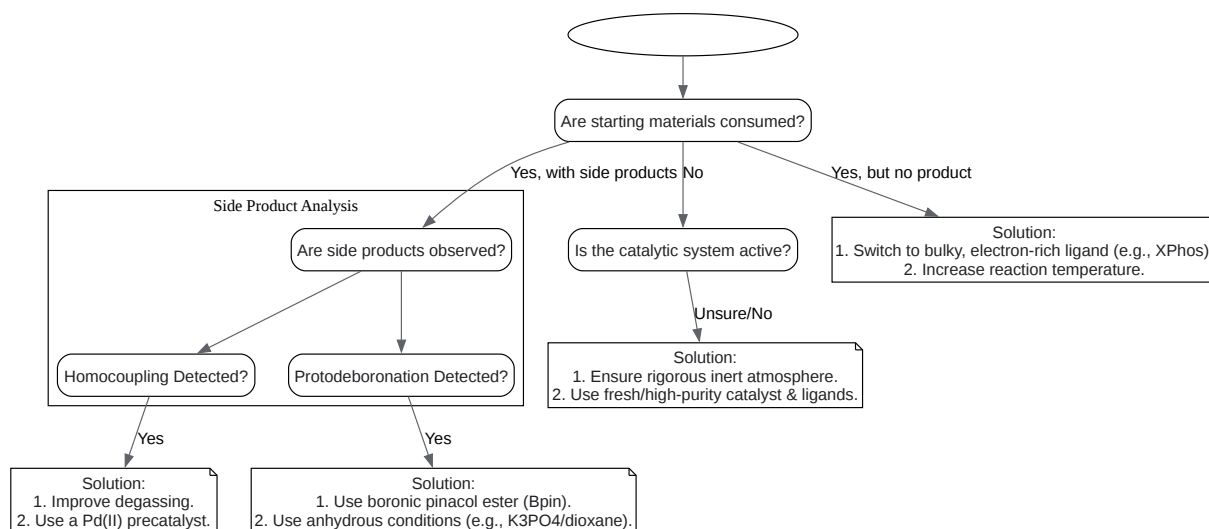 Are starting materials consumed?
Yes, with side products
No
Yes, but no product
Side Product Analysis
Are side products observed?
Is the catalytic system active?
Solution:
1. Switch to bulky, electron-rich ligand (e.g., XPhos)
2. Increase reaction temperature.
Unsure/No
Homocoupling Detected?
Protodeboronation Detected?
Solution:
1. Ensure rigorous inert atmosphere.
2. Use fresh/high-purity catalyst & ligands.
Yes
Yes
Solution:
1. Improve degassing.
2. Use a Pd(II) precatalyst.
Solution:
1. Use boronic pinacol ester (Bpin).
2. Use anhydrous conditions (e.g., K3PO4/dioxane).